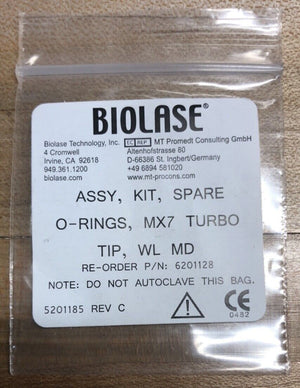 BIOLASE®
Biolase Technology, Inc.
4 Cromwell
Irvine, CA 92618
949.361.1200
biolase.com
EC REP MT Promedt Consulting GmbH
Altenhofstrasse 80
D-66386 St. Ingbert/Germany
+49 6894 581020
www.mt-procons.com
ASSY, KIT, SPARE
O-RINGS, MX7 TURBO
TIP, WL MD
RE-ORDER P/N: 6201128
NOTE: DO NOT AUTOCLAVE THIS BAG.
5201185 REV C
CE
0482